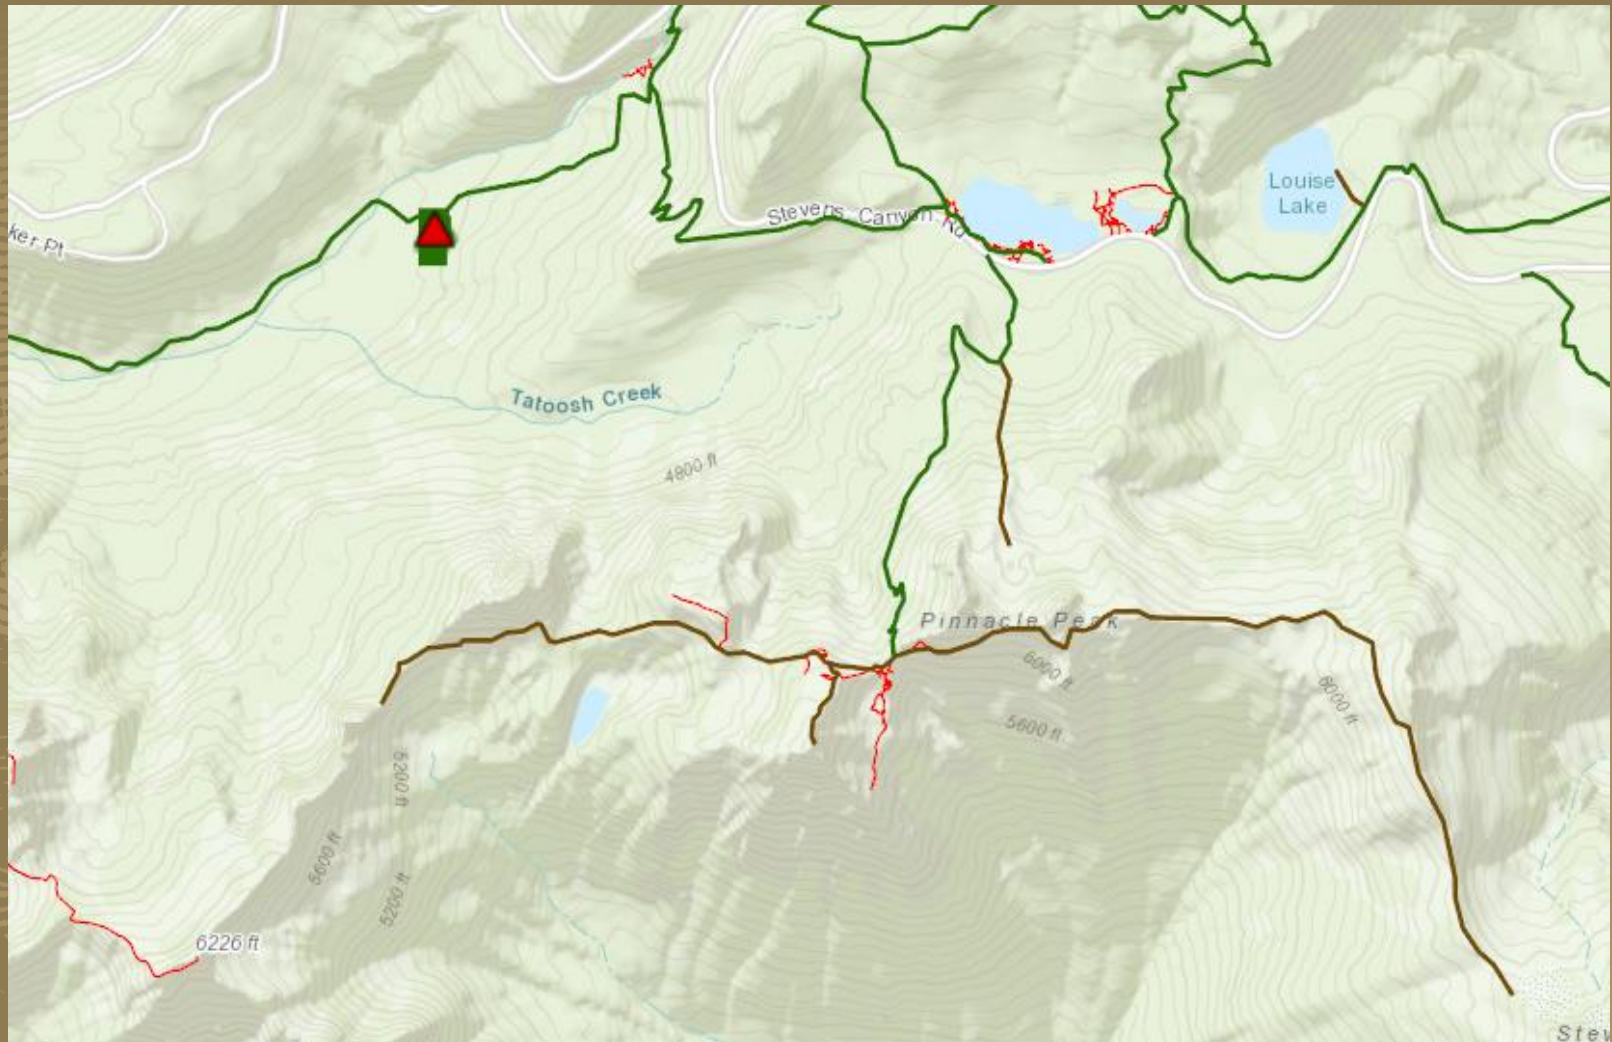 Louise
Lake
Stevens Canyon Rd
ker Pt
Tatoosh Creek
4800 ft
Pinnacle Peak
6000 ft
6000 ft
5600 ft
5200 ft
5600 ft
5200 ft
6226 ft
Stev